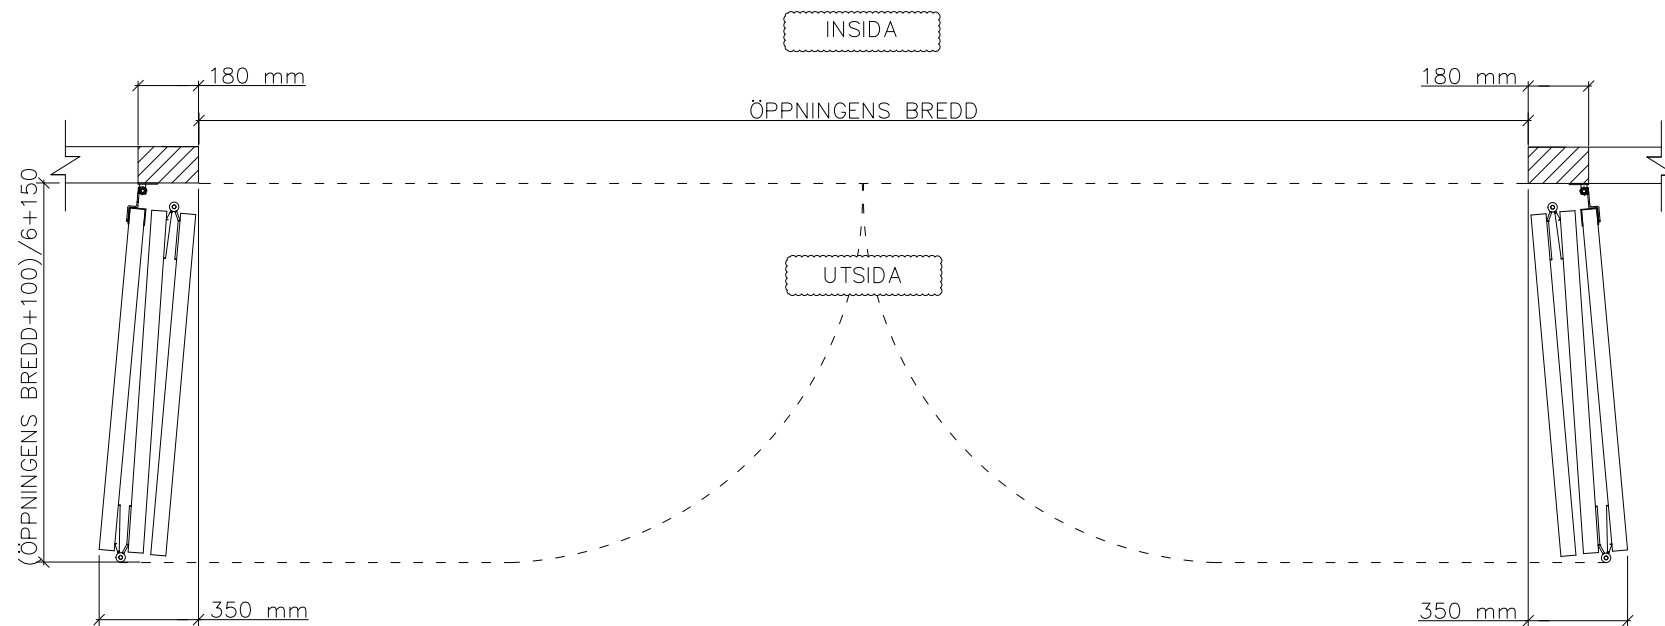 INSIDA
180 mm
180 mm
ÖPPNINGENS BREDD
(ÖPPNINGENS BREDD+100)/6+150
UTSIDA
350 mm
350 mm